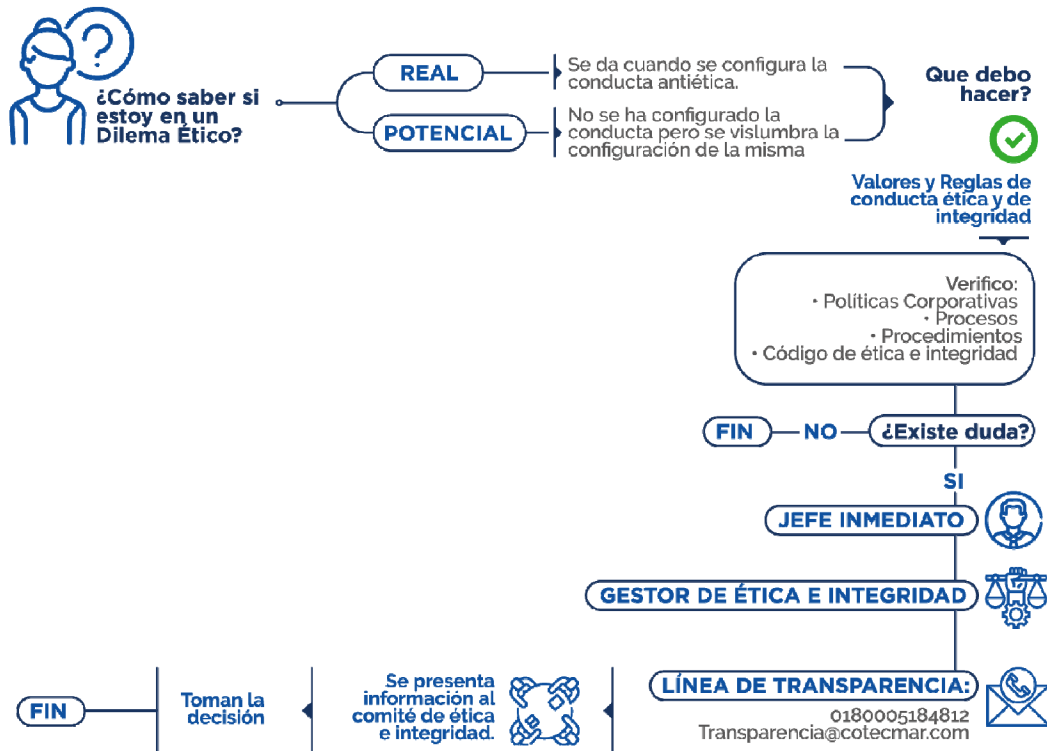 ¿Cómo saber si
estoy en un
Dilema Ético?
REAL
Se da cuando se configura la
conducta antiética.
POTENCIAL
No se ha configurado la
conducta pero se vislumbra la
configuración de la misma
Que debo
hacer?
Valores y Reglas de
conducta ética y de
integridad
Verifico:
• Políticas Corporativas
• Procesos
• Procedimientos
• Código de ética e integridad
¿Existe duda?
NO
FIN
SI
JEFE INMEDIATO
GESTOR DE ÉTICA E INTEGRIDAD
LÍNEA DE TRANSPARENCIA:
0180005184812
Transparencia@cotecmar.com
Se presenta
información al
comité de ética
e integridad.
Toman la
decisión
FIN